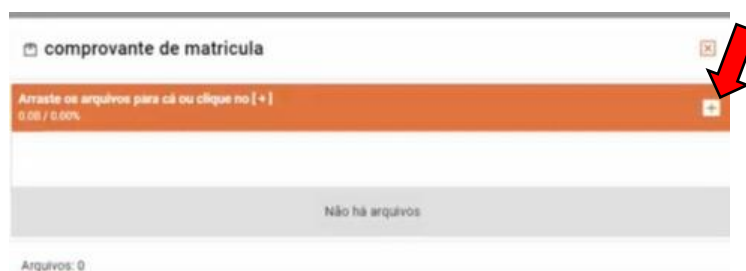 comprovante de matricula
Arraste os arquivos para cá ou clique no [+]
0.0B / 0.00%
Não há arquivos
Arquivos: 0